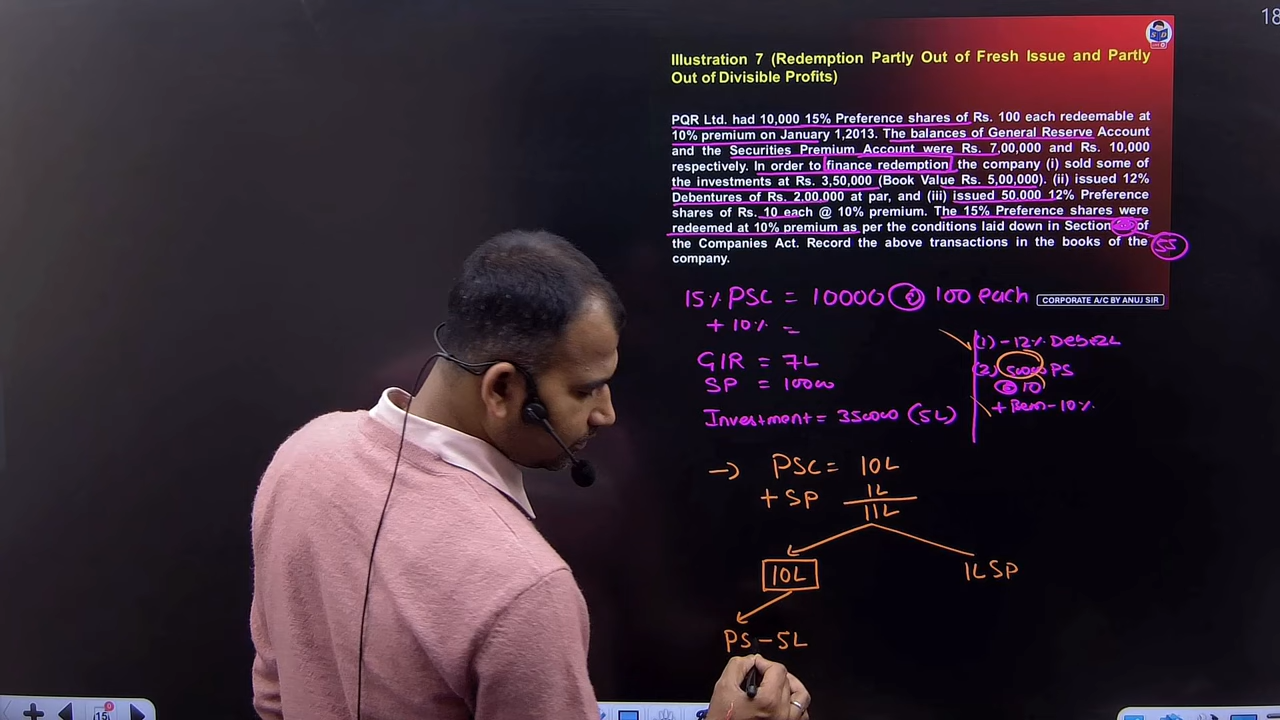 18
Illustration 7 (Redemption Partly Out of Fresh Issue and Partly
Out of Divisible Profits)
PQR Ltd. had 10,000 15% Preference shares of Rs. 100 each redeemable at
10% premium on January 1,2013. The balances of General Reserve Account
and the Securities Premium Account were Rs. 7,00,000 and Rs. 10,000
respectively. In order to finance redemption the company (i) sold some of
the investments at Rs. 3,50,000 (Book Value Rs. 5,00,000). (ii) issued 12%
Debentures of Rs. 2,00,000 at par, and (iii) issued 50,000 12% Preference
shares of Rs. 10 each @ 10% premium. The 15% Preference shares were
redeemed at 10% premium as per the conditions laid down in Section of
the Companies Act. Record the above transactions in the books of the
company.
55
15% PSC = 10000 @ 100 each
CORPORATE A/C BY ANUJ SIR
+ 10% =
GR = 7L
SP = 10000
Investment = 350000 (5L)
(1) - 12% Deb = 2L
(2) 50000 PS
@ 10
+ Prem - 10%
→ PSC = 10L
+ SP 1L
11L
10L
1L SP
PS - 5L
15